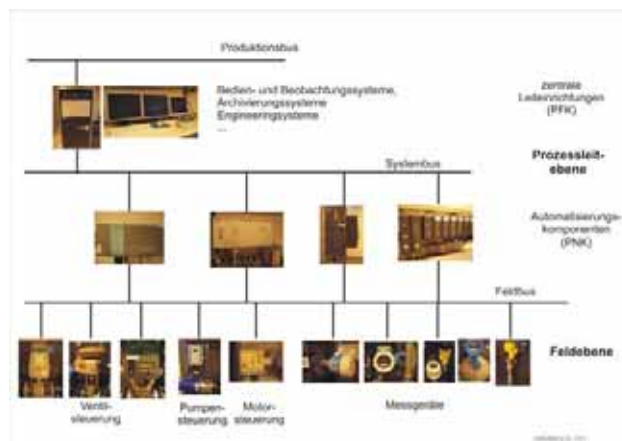 Produktionsbus
Bedien- und Beobachtungssysteme,
Archivierungssysteme
Engineeringsysteme
...
zentrale
Leiteinrichtungen
(PFK)
Systembus
Prozessleit-
ebene
Automatisierungs-
komponenten
(PNK)
Feldbus
Feldebene
Ventil-
steuerung
Pumpen-
steuerung
Motor-
steuerung
Messgeräte